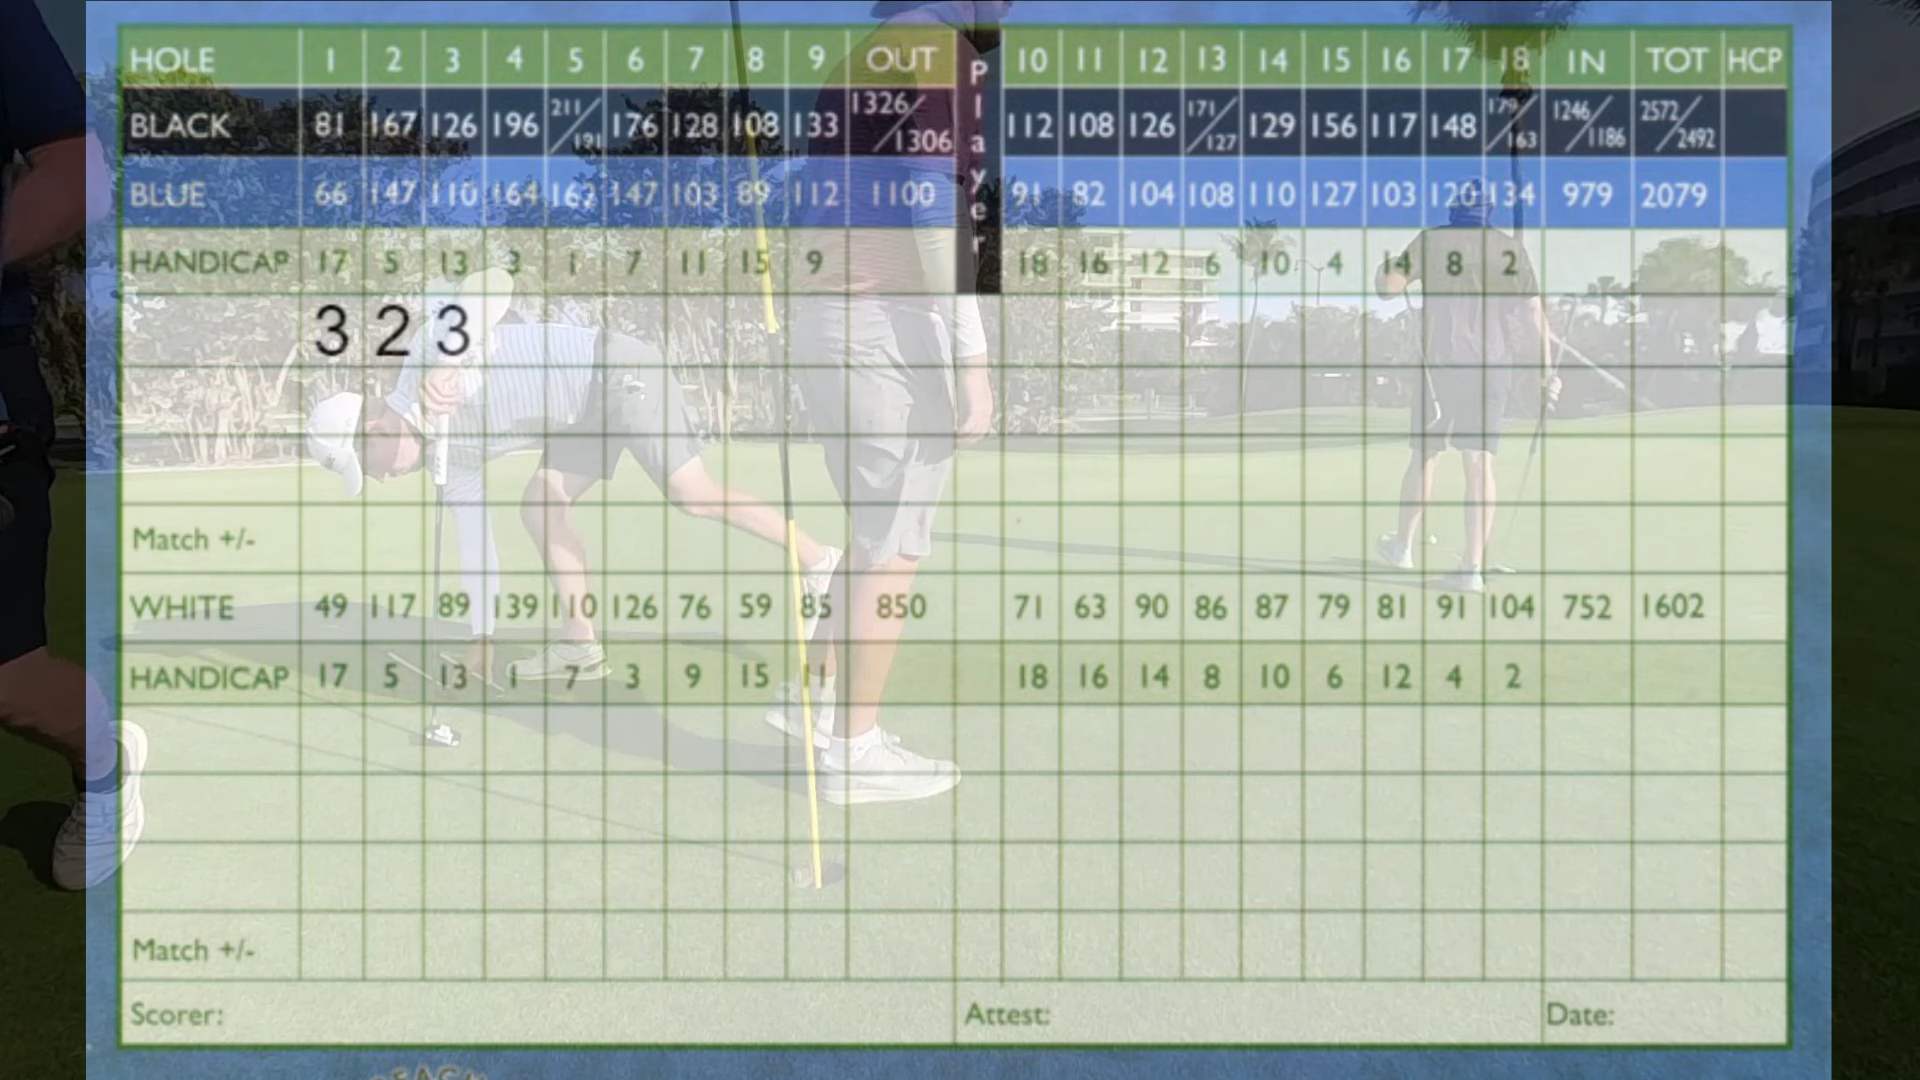 HOLE 1 2 3 4 5 6 7 8 9 OUT Player 10 11 12 13 14 15 16 17 18 IN TOT HCP
BLACK 81 167 126 196 211/191 176 128 108 133 1326/1306 112 108 126 171/127 129 156 117 148 179/163 1246/1186 2572/2492
BLUE 66 147 110 164 162 147 103 89 112 1100 91 82 104 108 110 127 103 120 134 979 2079
HANDICAP 17 5 13 3 1 7 11 15 9 18 16 12 6 10 4 14 8 2
3 2 3
Match +/-
WHITE 49 117 89 139 110 126 76 59 85 850 71 63 90 86 87 79 81 91 104 752 1602
HANDICAP 17 5 13 1 7 3 9 15 11 18 16 14 8 10 6 12 4 2
Match +/-
Scorer: Attest: Date: